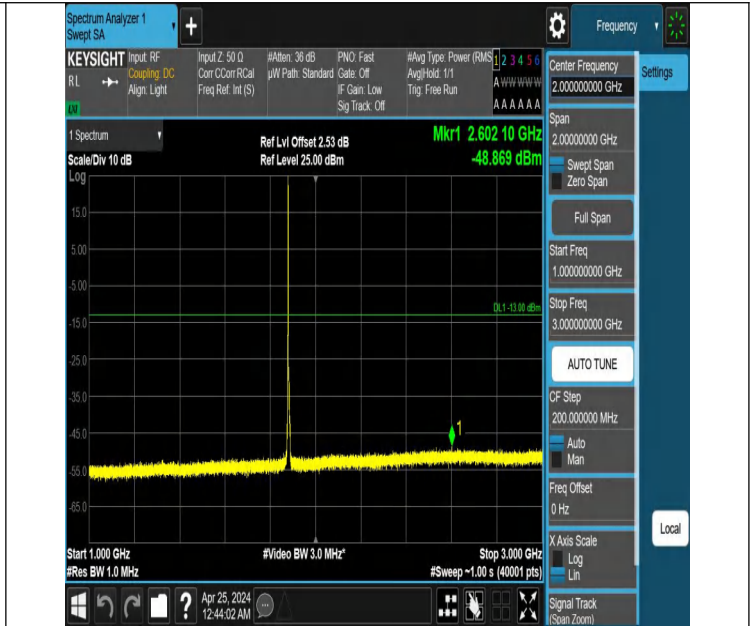 Spectrum Analyzer 1
Swept SA
+
Frequency
KEYSIGHT
RL
LXI
Input: RF
Coupling: DC
Align: Light
Input Z: 50 Ω
Corr CCorr RCal
Freq Ref: Int (S)
#Atten: 36 dB
µW Path: Standard
PNO: Fast
Gate: Off
IF Gain: Low
Sig Track: Off
#Avg Type: Power (RMS
Avg|Hold: 1/1
Trig: Free Run
1 2 3 4 5 6
A W W W W W
A A A A A A
1 Spectrum
Scale/Div 10 dB
Log
Ref Lvl Offset 2.53 dB
Ref Level 25.00 dBm
Mkr1 2.602 10 GHz
-48.869 dBm
15.0
5.00
-5.00
-15.0
-25.0
-35.0
-45.0
-55.0
-65.0
DL1 -13.00 dBm
1
Start 1.000 GHz
#Res BW 1.0 MHz
#Video BW 3.0 MHz*
Stop 3.000 GHz
#Sweep ~1.00 s (40001 pts)
Center Frequency
2.000000000 GHz
Settings
Span
2.00000000 GHz
Swept Span
Zero Span
Full Span
Start Freq
1.000000000 GHz
Stop Freq
3.000000000 GHz
AUTO TUNE
CF Step
200.000000 MHz
Auto
Man
Freq Offset
0 Hz
X Axis Scale
Log
Lin
Local
Signal Track
(Span Zoom)
?
Apr 25, 2024
12:44:02 AM